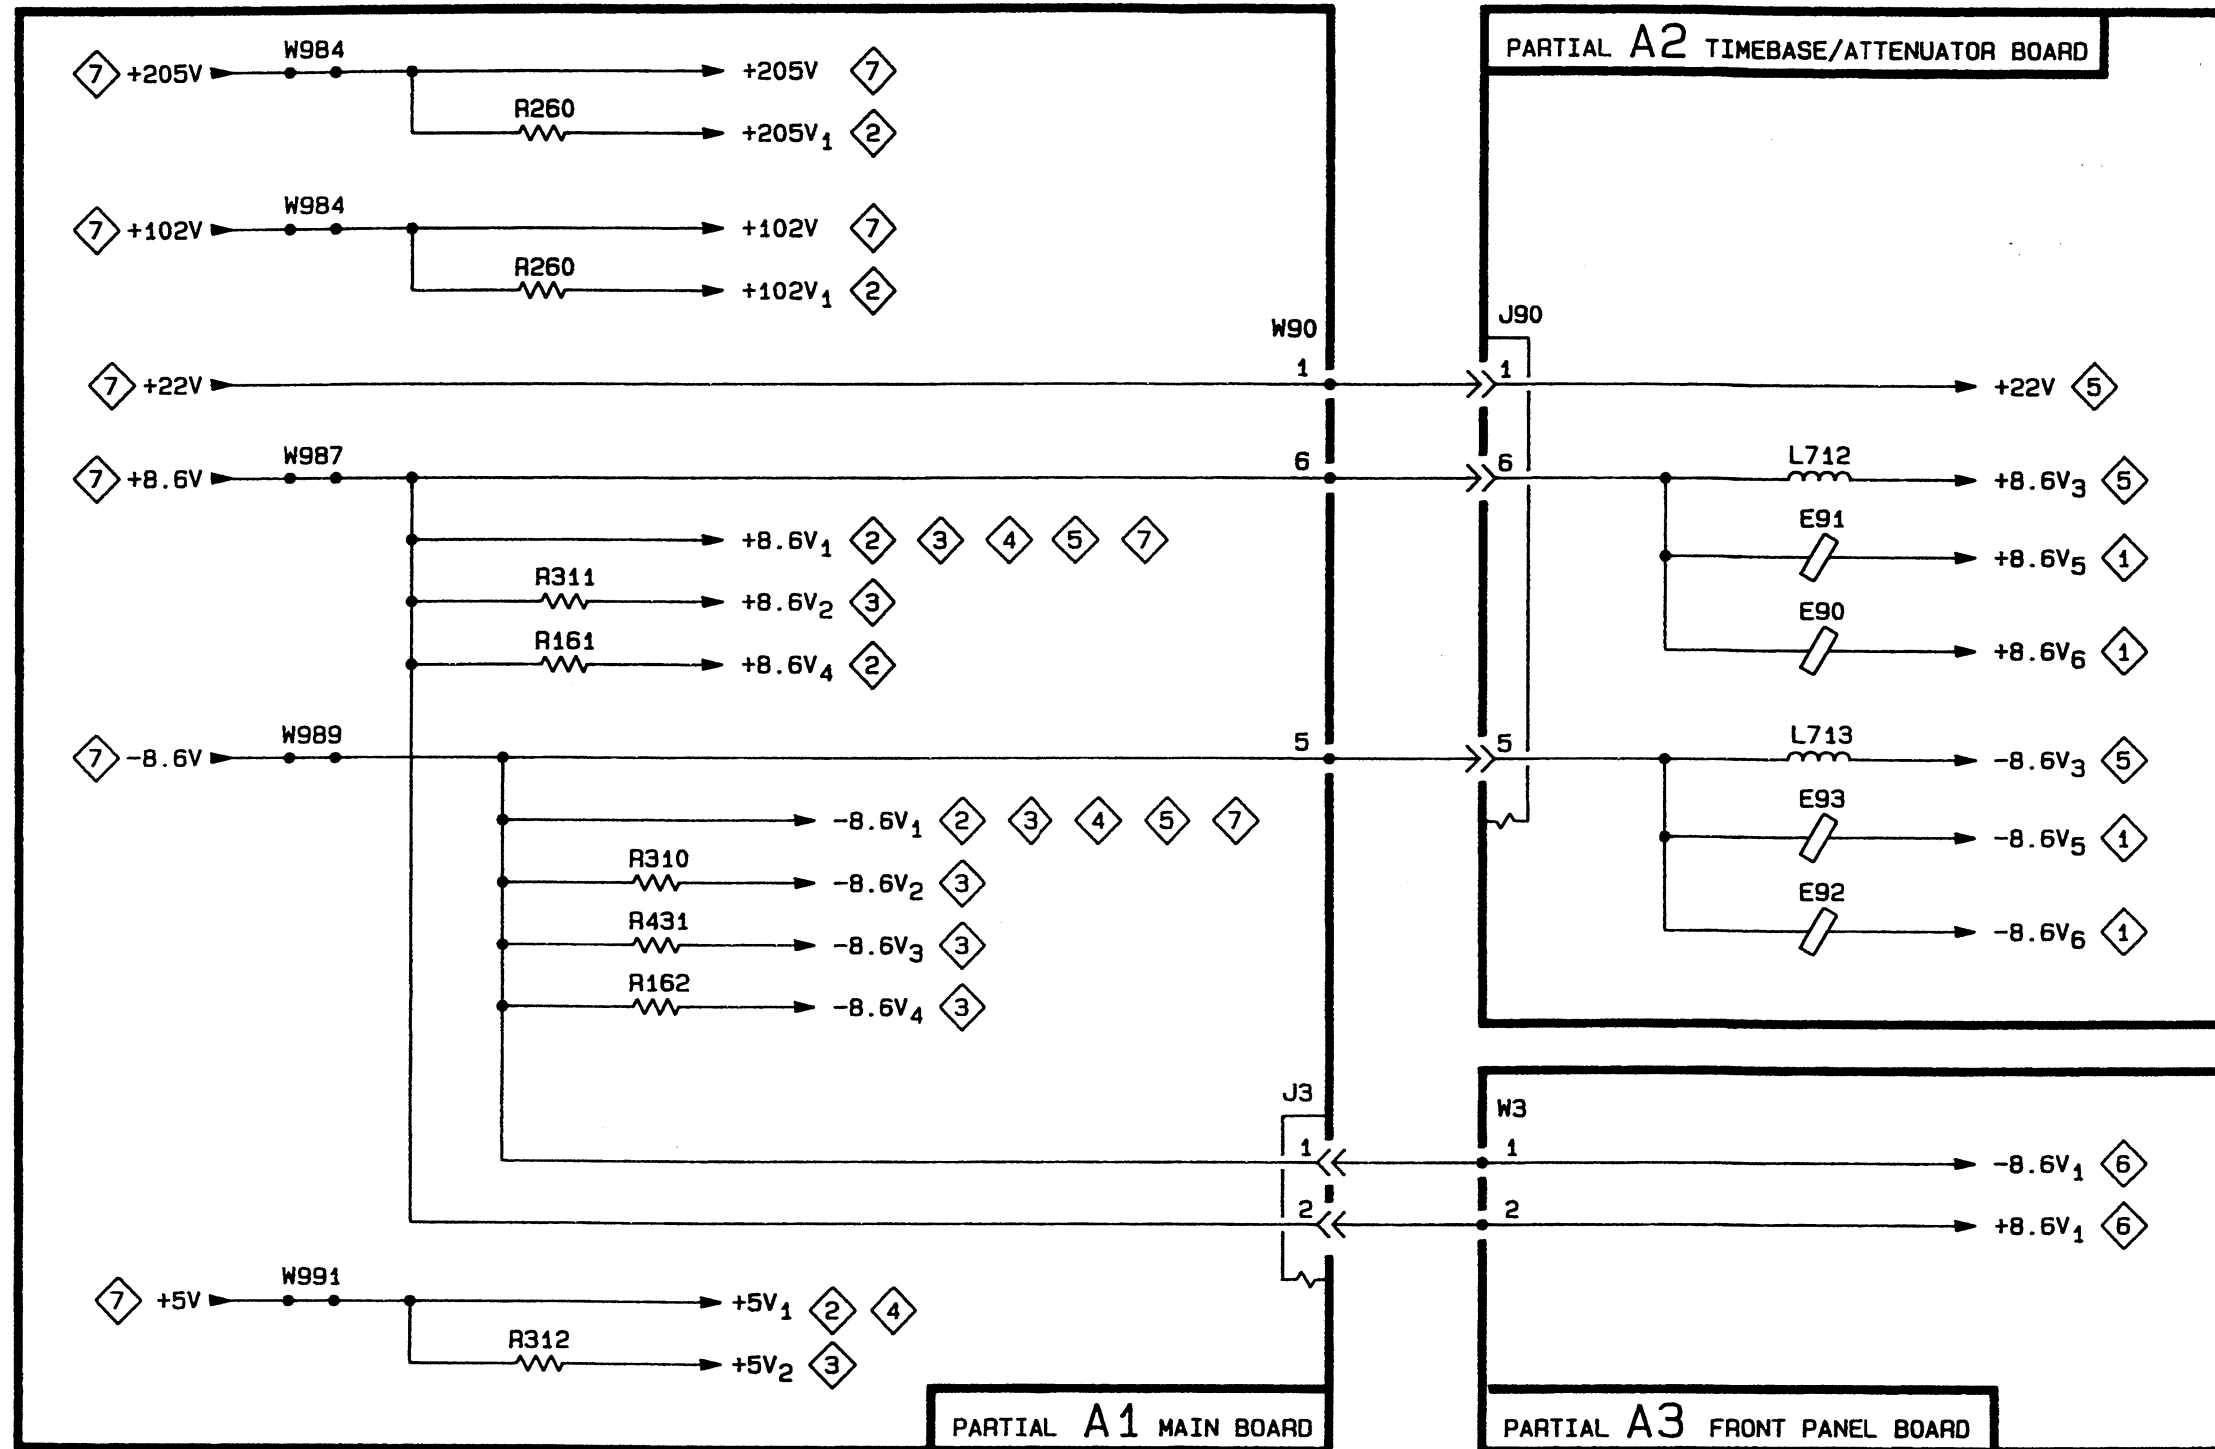 PARTIAL A2 TIMEBASE/ATTENUATOR BOARD
W984
7 +205V +205V 7
R260
+205V1 2
W984
7 +102V +102V 7
R260
+102V1 2
W90 J90
7 +22V 1 1 +22V 5
W987 L712
7 +8.6V 6 6 +8.6V3 5
+8.6V1 2 3 4 5 7
E91
+8.6V5 1
R311
+8.6V2 3
E90
+8.6V6 1
R161
+8.6V4 2
W989 L713
7 -8.6V 5 5 -8.6V3 5
-8.6V1 2 3 4 5 7
E93
-8.6V5 1
R310
-8.6V2 3
E92
-8.6V6 1
R431
-8.6V3 3
R162
-8.6V4 3
J3 W3
1 1 -8.6V1 6
2 2 +8.6V1 6
W991
7 +5V +5V1 2 4
R312
+5V2 3
PARTIAL A1 MAIN BOARD
PARTIAL A3 FRONT PANEL BOARD